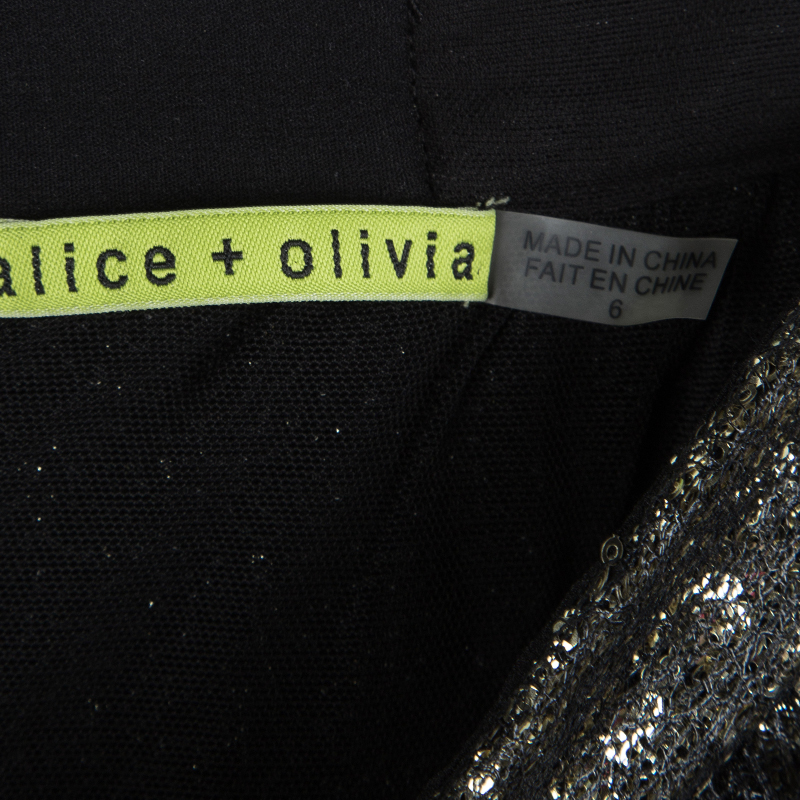 alice + olivia
MADE IN CHINA
FAIT EN CHINE
6